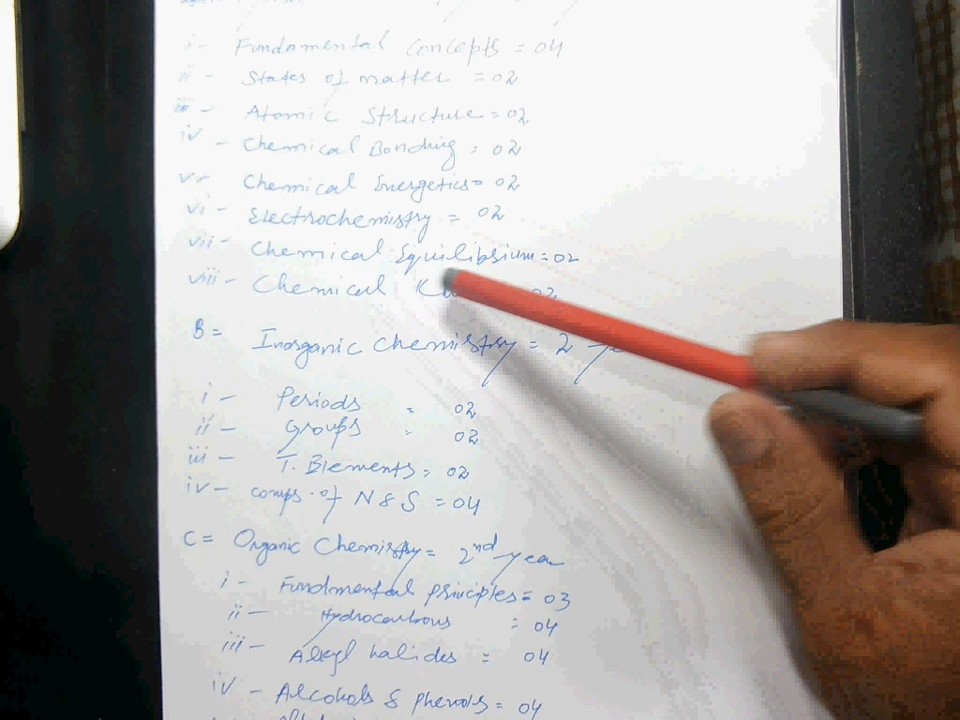 i- Fundamental Concepts = 04
ii- States of matter = 02
iii- Atomic Structure = 02
iv- Chemical Bonding = 02
v- Chemical Energetics = 02
vi- Electrochemistry = 02
vii- Chemical Equilibrium = 02
viii- Chemical
B= Inorganic chemistry = 2
i- Periods = 02
ii- Groups = 02
iii- T. Elements = 02
iv- comps. of N & S = 04
C= Organic Chemistry = 2nd year
i- Fundmental principles = 03
ii- Hydrocarbons = 04
iii- Alkyl halides = 04
iv- Alcohols & phenols = 04